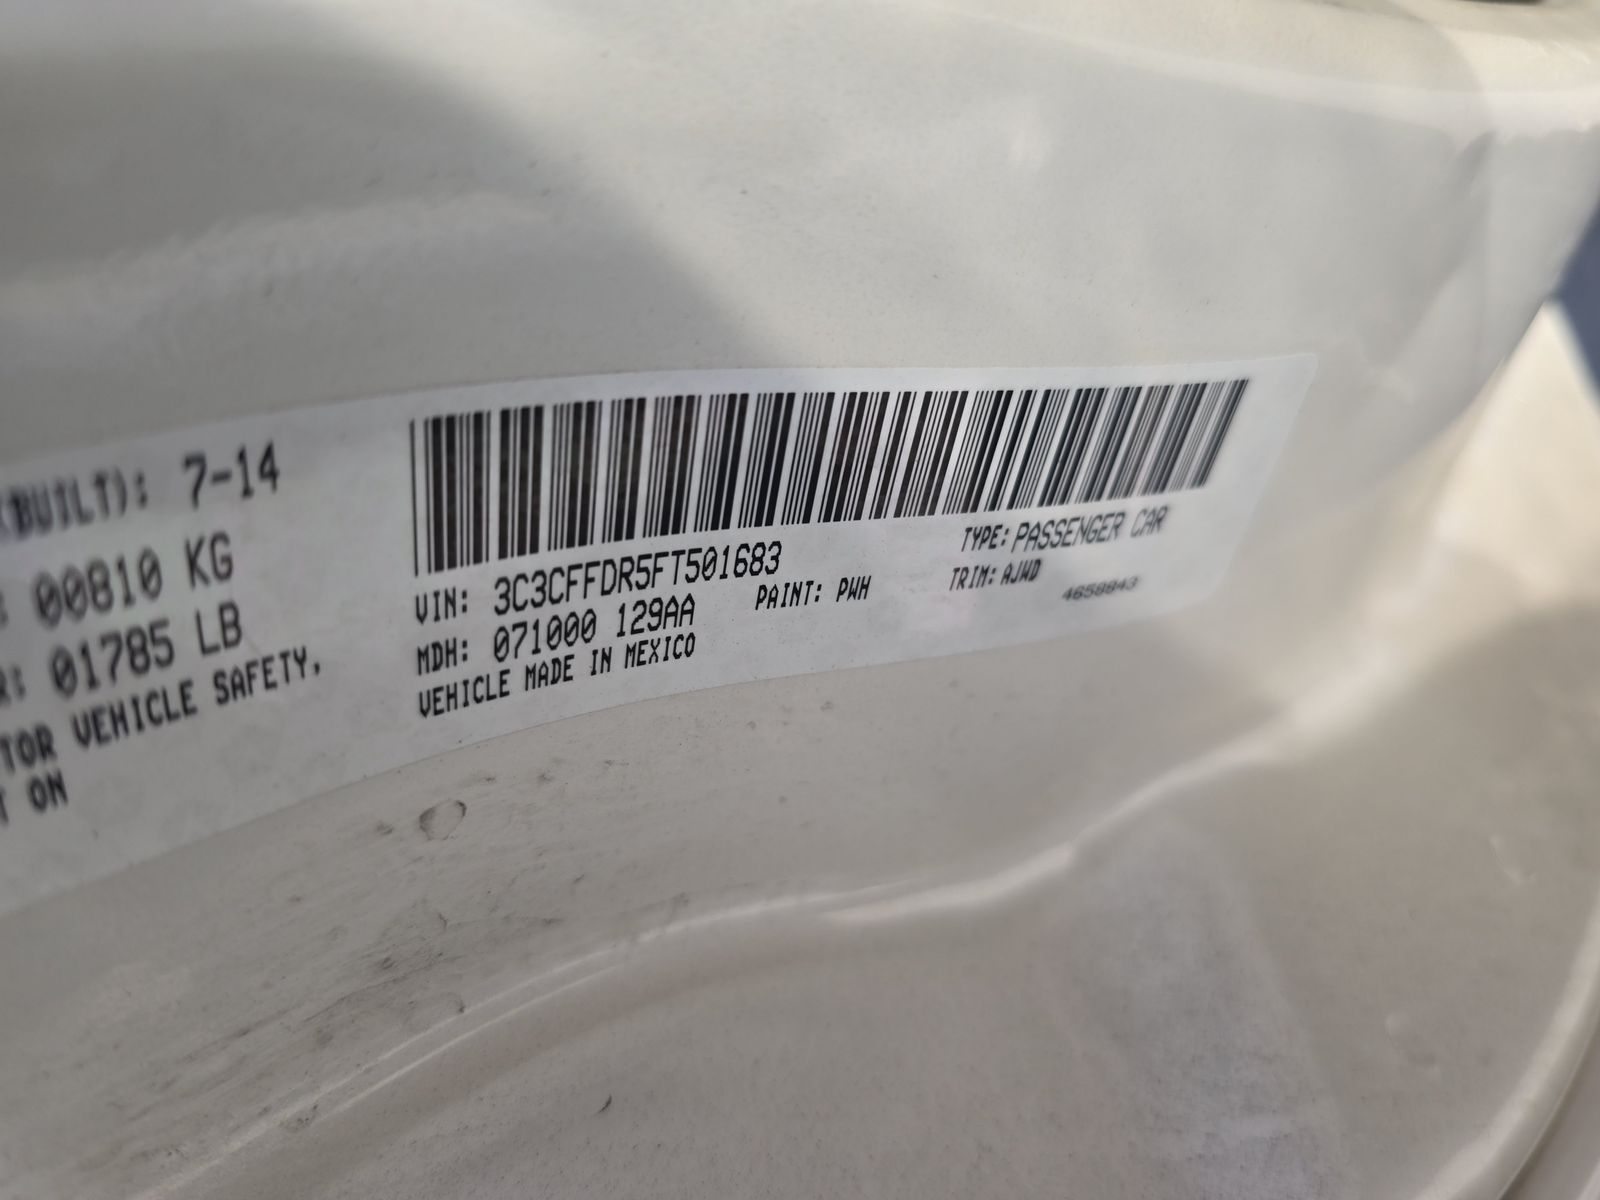 (BUILT): 7-14
: 00810 KG
R: 01785 LB
TOR VEHICLE SAFETY,
T ON
VIN: 3C3CFFDR5FT501683
MDH: 071000 129AA
VEHICLE MADE IN MEXICO
PAINT: PWH
TYPE: PASSENGER CAR
TRIM: AJWD
4658843